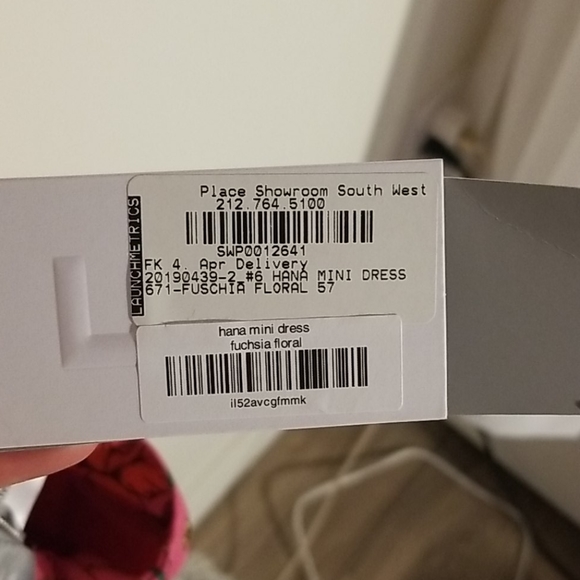 Place Showroom South West
212.764.5100
LAUNCHMETRICS
SWP0012641
FK 4. Apr Delivery
20190439-2_#6 HANA MINI DRESS
671-FUSCHIA FLORAL 57
hana mini dress
fuchsia floral
il52avcgfmmk